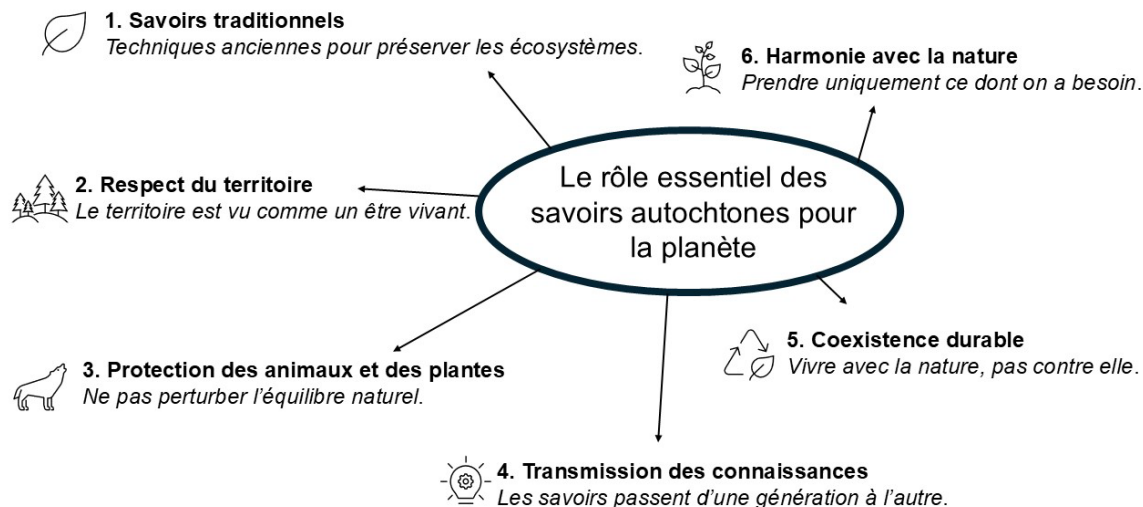 Le rôle essentiel des
savoirs autochtones pour
la planète
1. Savoirs traditionnels
Techniques anciennes pour préserver les écosystèmes.
2. Respect du territoire
Le territoire est vu comme un être vivant.
3. Protection des animaux et des plantes
Ne pas perturber l’équilibre naturel.
4. Transmission des connaissances
Les savoirs passent d’une génération à l’autre.
5. Coexistence durable
Vivre avec la nature, pas contre elle.
6. Harmonie avec la nature
Prendre uniquement ce dont on a besoin.